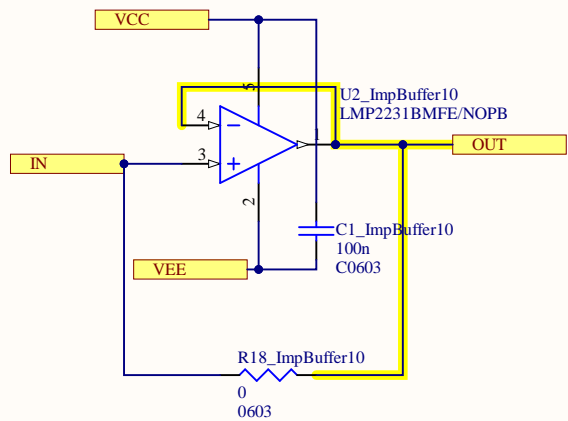 VCC
5
U2_ImpBuffer10
LMP2231BMFE/NOPB
4
1
OUT
IN
3
2
C1_ImpBuffer10
100n
C0603
VEE
R18_ImpBuffer10
0
0603